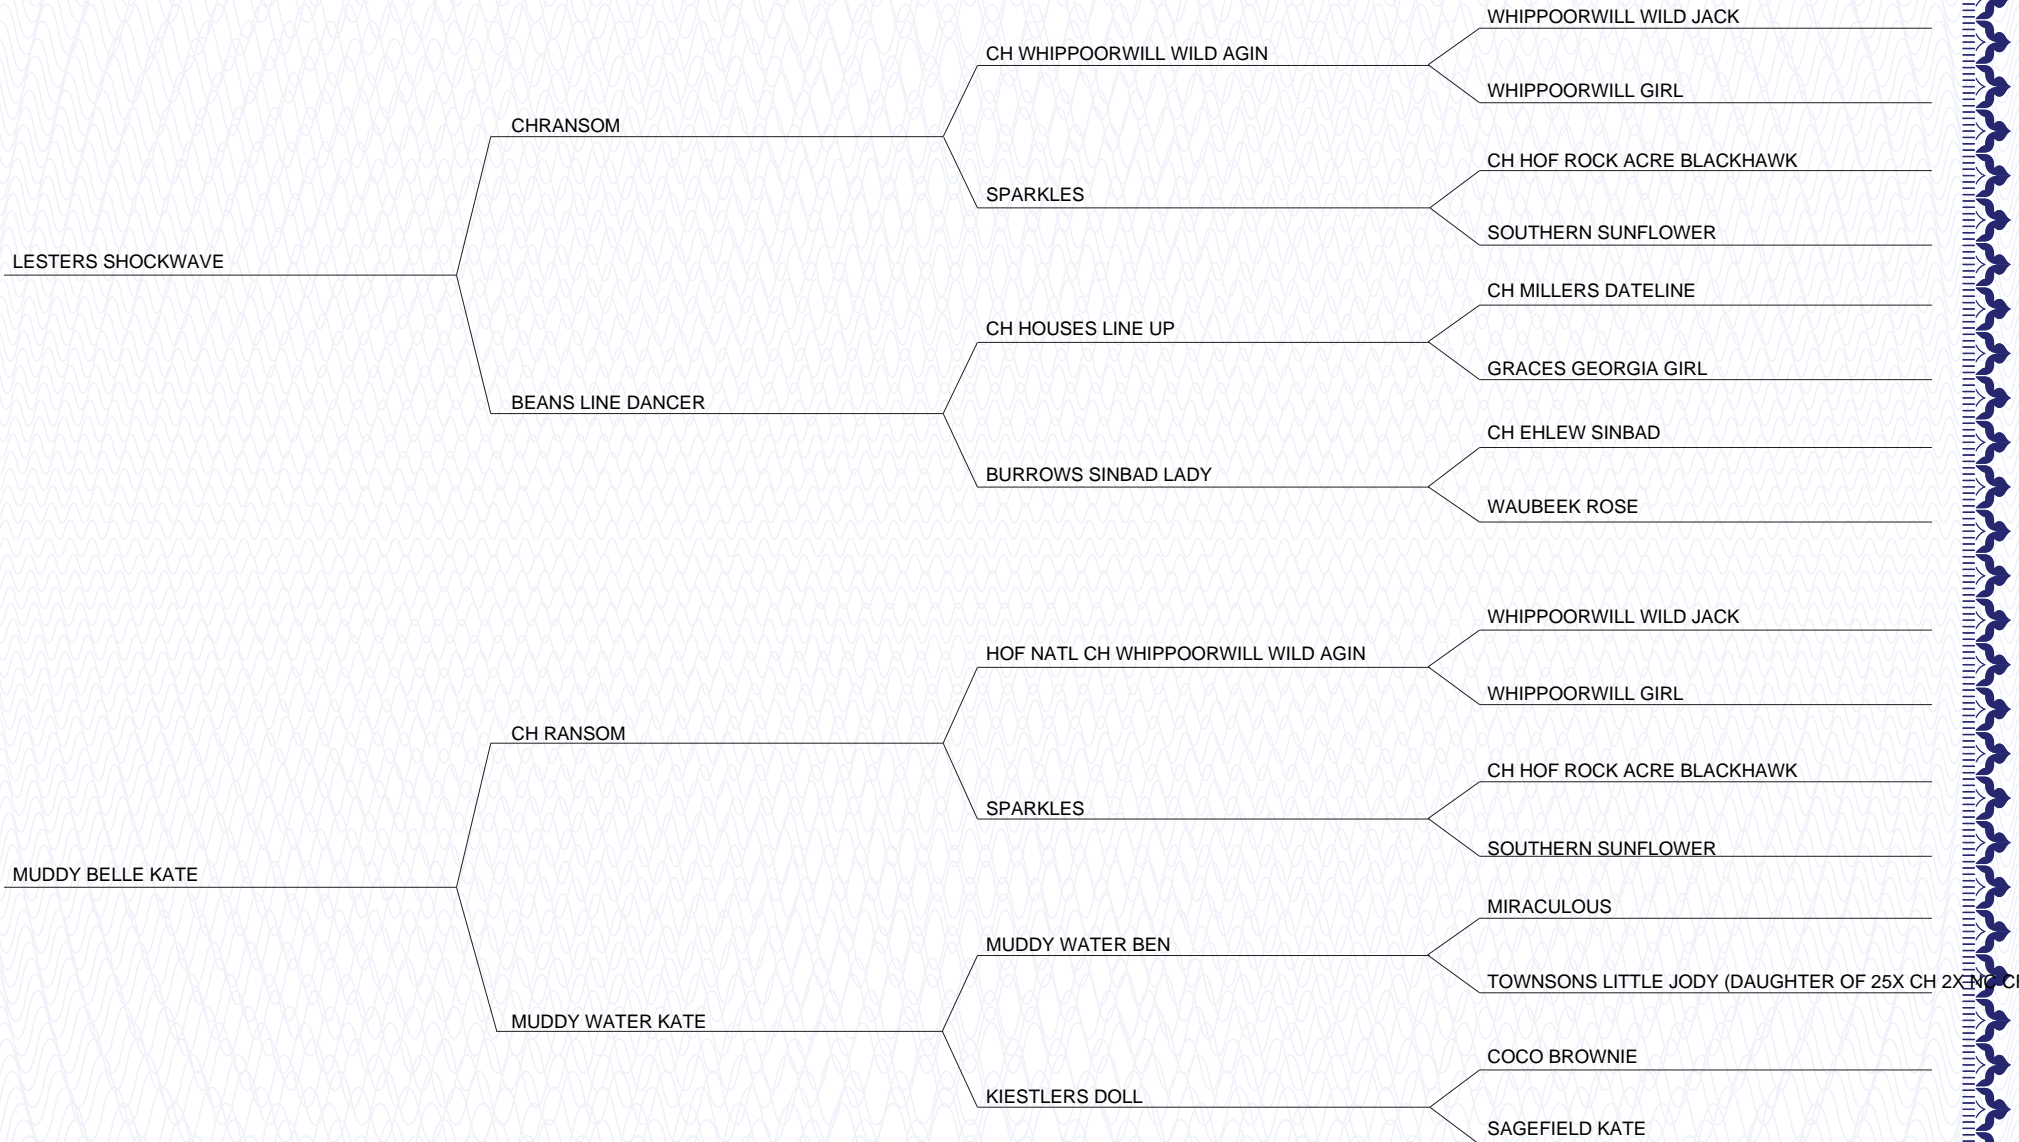 WHIPPOORWILL WILD JACK
CH WHIPPOORWILL WILD AGIN
WHIPPOORWILL GIRL
CHRANSOM
CH HOF ROCK ACRE BLACKHAWK
SPARKLES
SOUTHERN SUNFLOWER
LESTERS SHOCKWAVE
CH MILLERS DATELINE
CH HOUSES LINE UP
GRACES GEORGIA GIRL
BEANS LINE DANCER
CH EHLEW SINBAD
BURROWS SINBAD LADY
WAUBEEK ROSE
WHIPPOORWILL WILD JACK
HOF NATL CH WHIPPOORWILL WILD AGIN
WHIPPOORWILL GIRL
CH RANSOM
CH HOF ROCK ACRE BLACKHAWK
SPARKLES
SOUTHERN SUNFLOWER
MUDDY BELLE KATE
MIRACULOUS
MUDDY WATER BEN
TOWNSONS LITTLE JODY (DAUGHTER OF 25X CH 2X NC
MUDDY WATER KATE
COCO BROWNIE
KIESTLERS DOLL
SAGEFIELD KATE